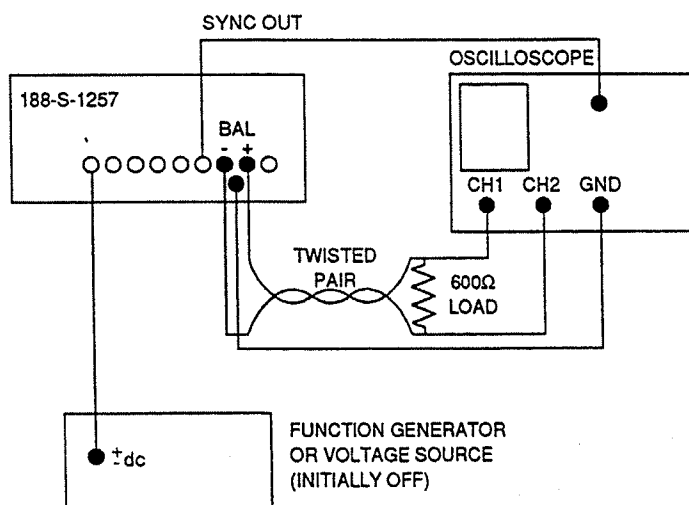 SYNC OUT
OSCILLOSCOPE
188-S-1257
BAL
- +
CH1 CH2 GND
TWISTED
PAIR
600Ω
LOAD
FUNCTION GENERATOR
OR VOLTAGE SOURCE
(INITIALLY OFF)
±dc